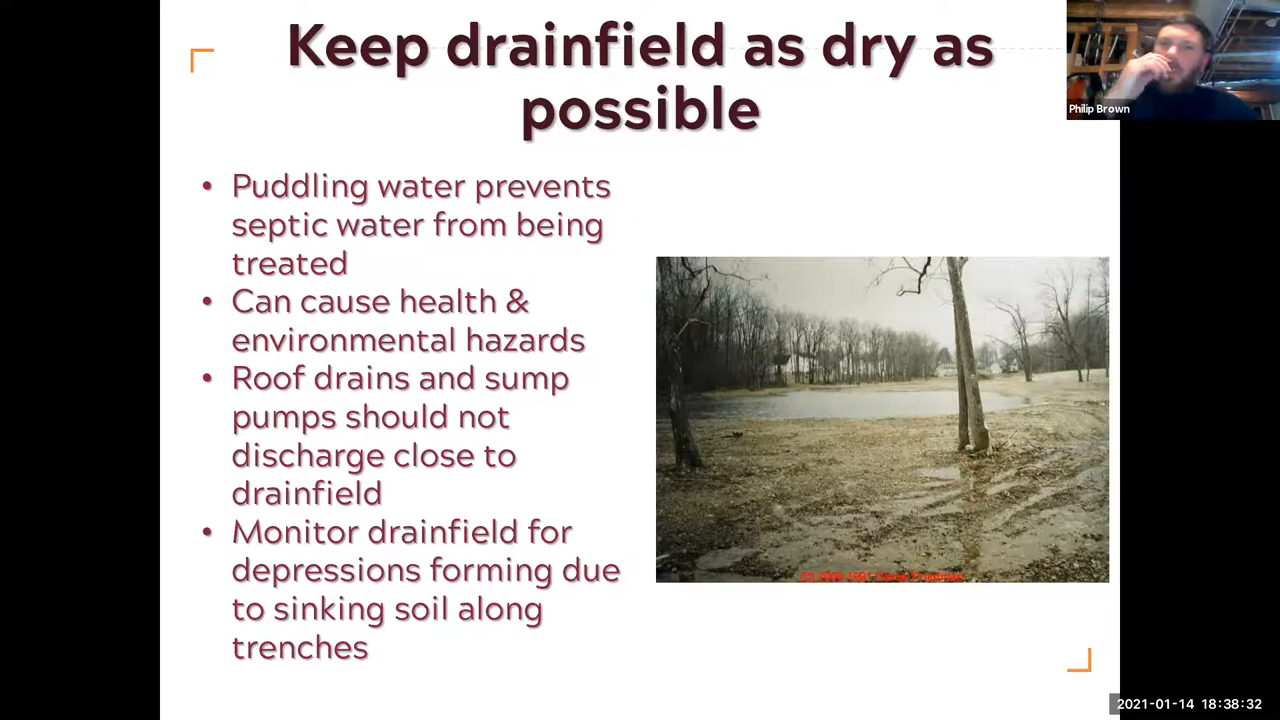 Keep drainfield as dry as
possible
Philip Brown
• Puddling water prevents
septic water from being
treated
• Can cause health &
environmental hazards
• Roof drains and sump
pumps should not
discharge close to
drainfield
• Monitor drainfield for
depressions forming due
to sinking soil along
trenches
2021-01-14 18:38:32